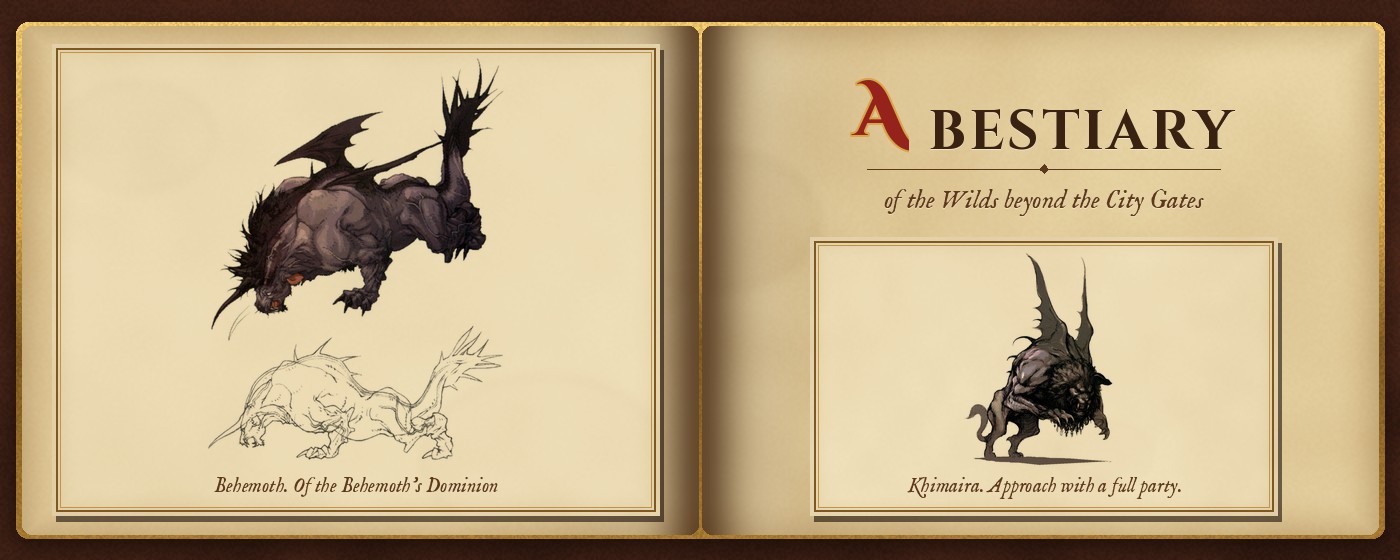 Behemoth. Of the Behemoth's Dominion
A BESTIARY
of the Wilds beyond the City Gates
Khimaira. Approach with a full party.